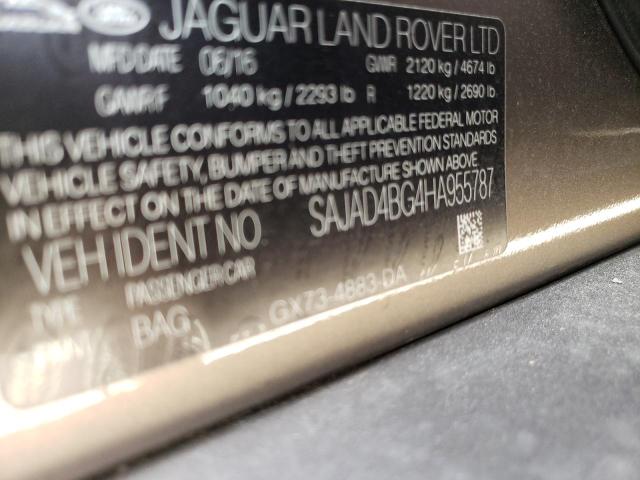 JAGUAR LAND ROVER LTD
MFD DATE 06/16 GVWR 2120 kg / 4674 lb
GAWR F 1040 kg / 2293 lb R 1220 kg / 2690 lb
THIS VEHICLE CONFORMS TO ALL APPLICABLE FEDERAL MOTOR
VEHICLE SAFETY, BUMPER AND THEFT PREVENTION STANDARDS
IN EFFECT ON THE DATE OF MANUFACTURE SHOWN ABOVE.
VEH IDENT NO SAJAD4BG4HA955787
TYPE PASSENGER CAR
BAG GX73-4883-DA